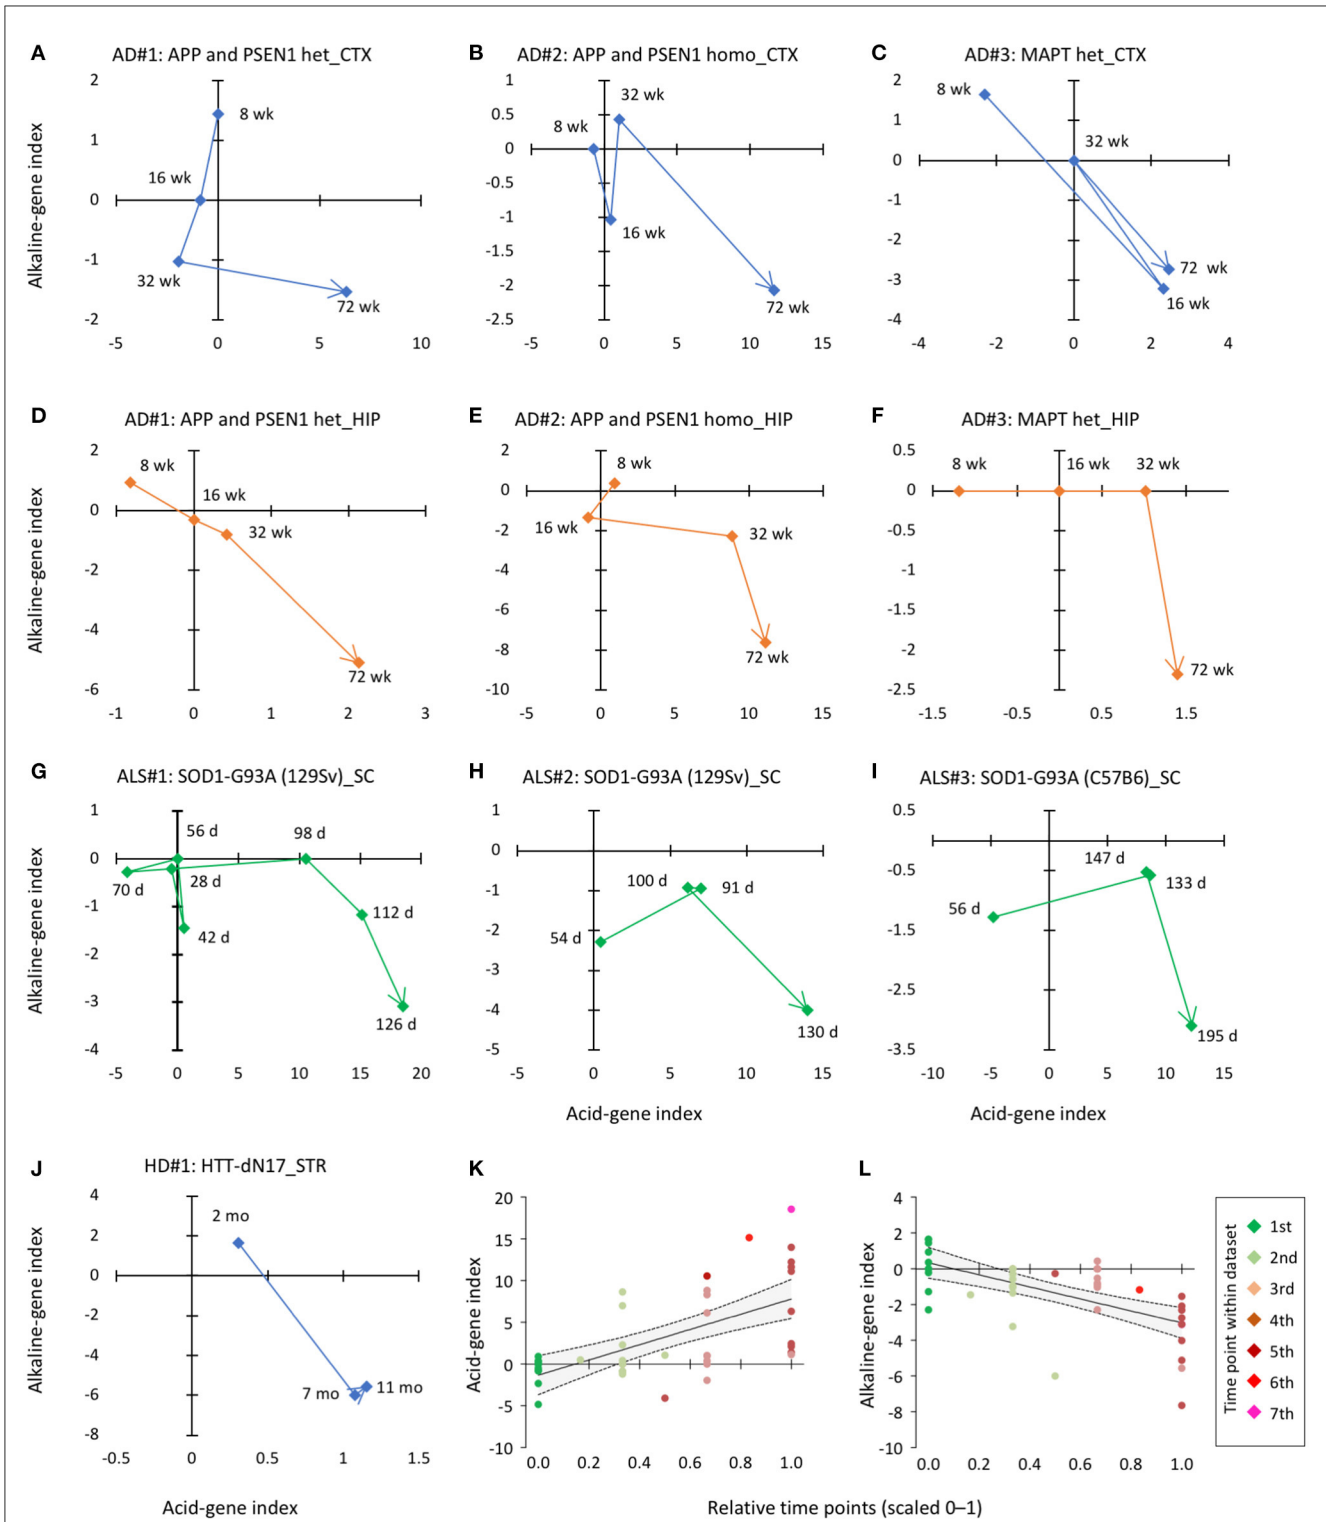 A
AD#1: APP and PSEN1 het_CTX
Alkaline-gene index
2
1
0
-1
-2
-5
0
5
10
8 wk
16 wk
32 wk
72 wk
B
AD#2: APP and PSEN1 homo_CTX
1
0.5
0
-0.5
-1
-1.5
-2
-2.5
-5
0
5
10
15
8 wk
32 wk
16 wk
72 wk
C
AD#3: MAPT het_CTX
2
1
0
-1
-2
-3
-4
-4
-2
0
2
4
8 wk
32 wk
72 wk
16 wk
D
AD#1: APP and PSEN1 het_HIP
Alkaline-gene index
2
0
-2
-4
-6
-1
0
1
2
3
8 wk
16 wk
32 wk
72 wk
E
AD#2: APP and PSEN1 homo_HIP
2
0
-2
-4
-6
-8
-10
-5
0
5
10
15
8 wk
16 wk
32 wk
72 wk
F
AD#3: MAPT het_HIP
0.5
0
-0.5
-1
-1.5
-2
-2.5
-1.5
-0.5
0.5
1.5
8 wk
16 wk
32 wk
72 wk
G
ALS#1: SOD1-G93A (129Sv)_SC
Alkaline-gene index
1
0
-1
-2
-3
-4
-5
0
5
10
15
20
56 d
98 d
70 d
28 d
42 d
112 d
126 d
H
ALS#2: SOD1-G93A (129Sv)_SC
1
0
-1
-2
-3
-4
-5
-5
0
5
10
15
100 d
91 d
54 d
130 d
Acid-gene index
I
ALS#3: SOD1-G93A (C57B6)_SC
0.5
-0.5
-1.5
-2.5
-3.5
-10
-5
0
5
10
15
147 d
133 d
56 d
195 d
Acid-gene index
J
HD#1: HTT-dN17_STR
Alkaline-gene index
4
2
0
-2
-4
-6
-8
-0.5
0
0.5
1
1.5
2 mo
7 mo
11 mo
Acid-gene index
K
Acid-gene index
20
15
10
5
0
-5
-10
0.0
0.2
0.4
0.6
0.8
1.0
L
Alkaline-gene index
4
2
0
-2
-4
-6
-8
-10
0.0
0.2
0.4
0.6
0.8
1.0
Relative time points (scaled 0–1)
Time point within dataset
1st
2nd
3rd
4th
5th
6th
7th